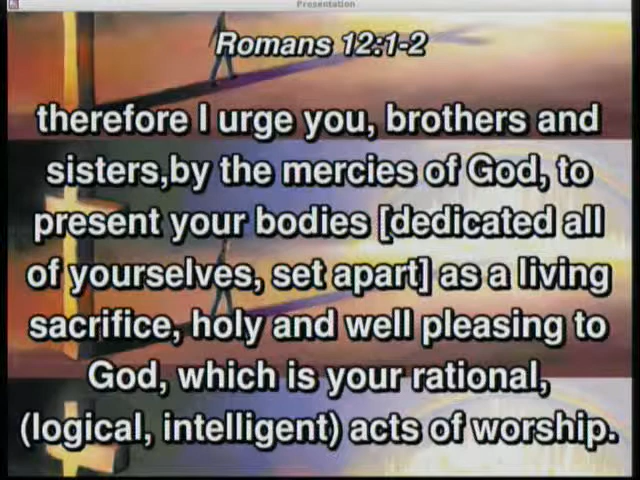 Presentation
Romans 12:1-2
therefore I urge you, brothers and
sisters,by the mercies of God, to
present your bodies [dedicated all
of yourselves, set apart] as a living
sacrifice, holy and well pleasing to
God, which is your rational,
(logical, intelligent) acts of worship.